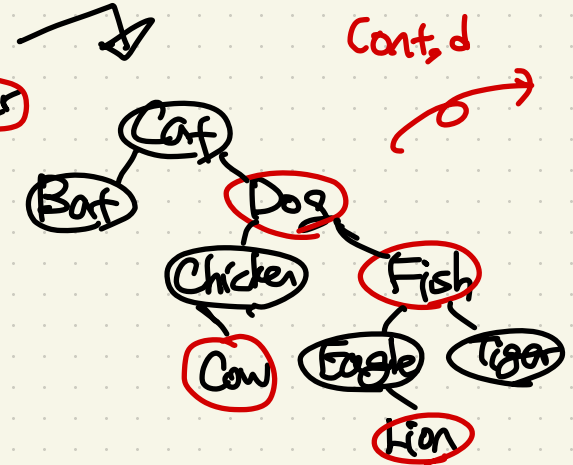 Cont,d
Cat
Bat Dog
Chicken Fish
Cow Eagle Tiger
Lion